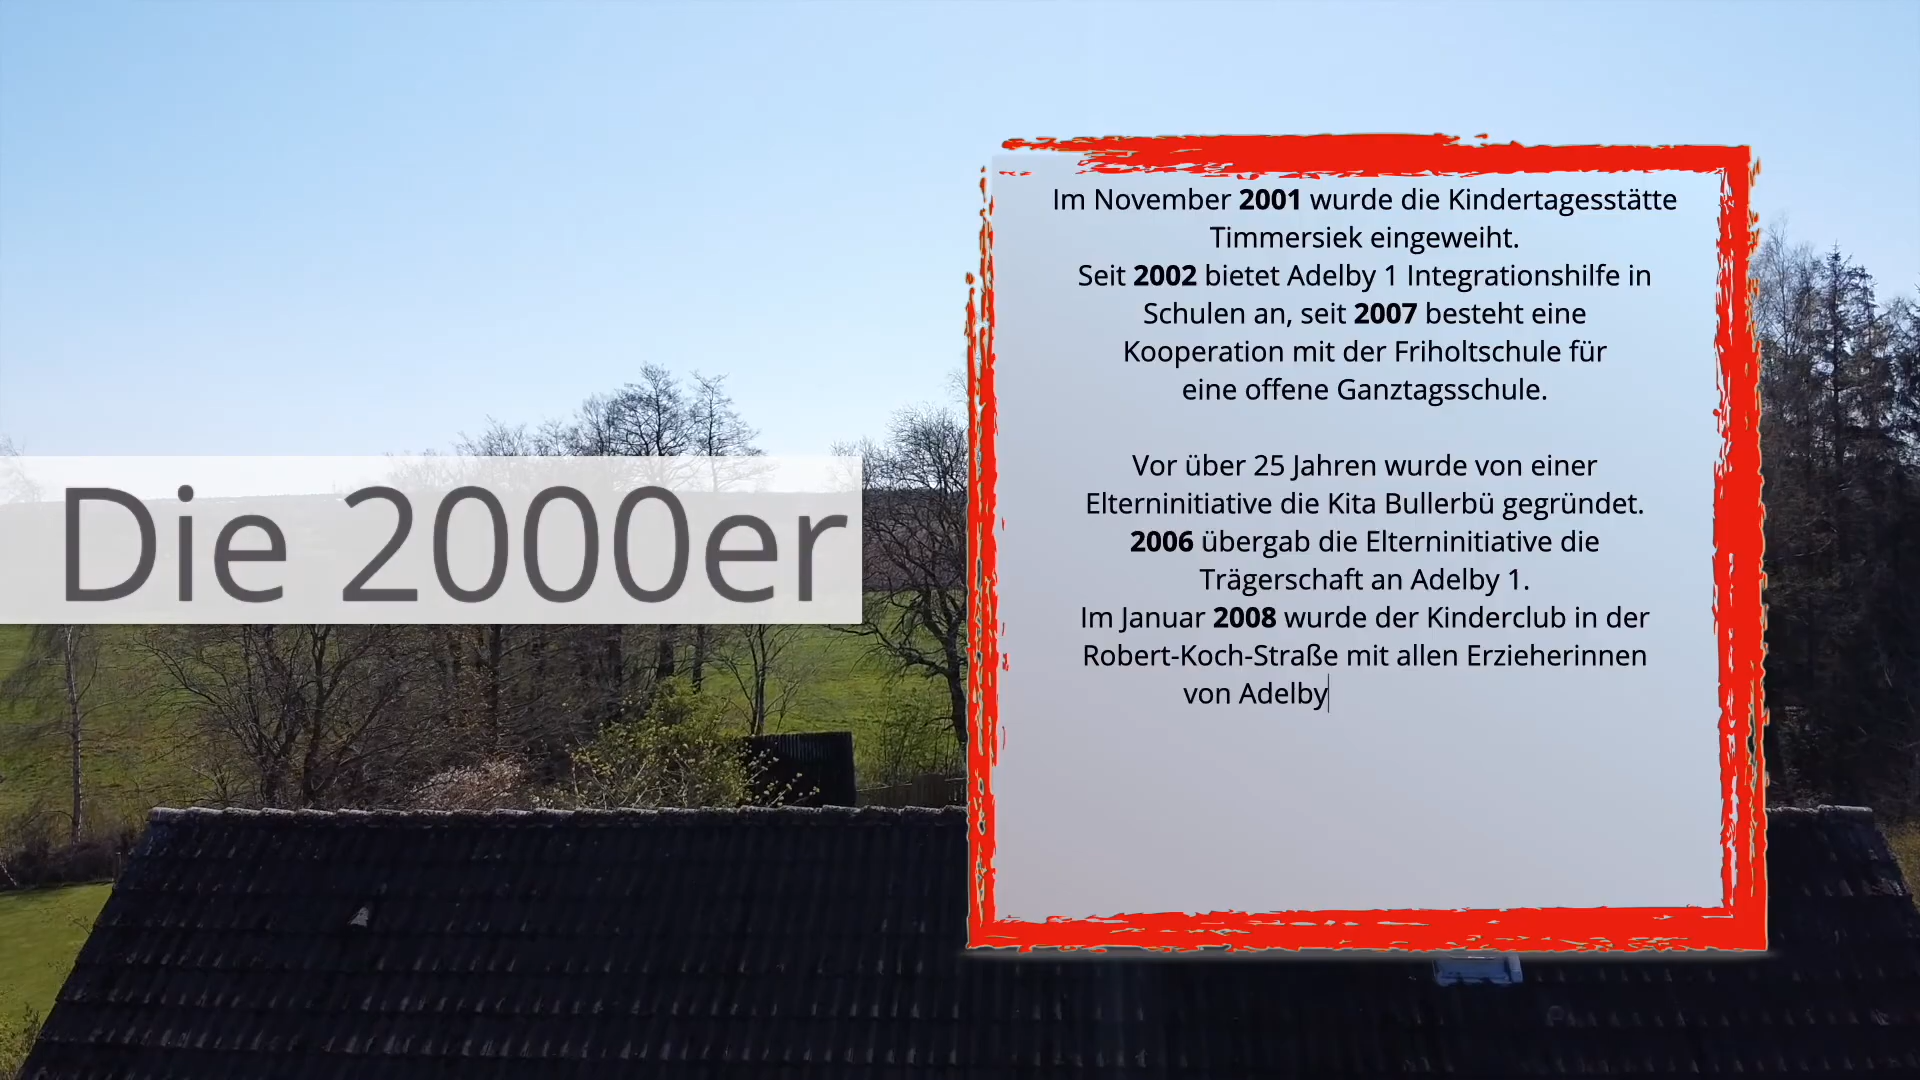 Die 2000er
Im November 2001 wurde die Kindertagesstätte
Timmersiek eingeweiht.
Seit 2002 bietet Adelby 1 Integrationshilfe in
Schulen an, seit 2007 besteht eine
Kooperation mit der Friholtschule für
eine offene Ganztagsschule.
Vor über 25 Jahren wurde von einer
Elterninitiative die Kita Bullerbü gegründet.
2006 übergab die Elterninitiative die
Trägerschaft an Adelby 1.
Im Januar 2008 wurde der Kinderclub in der
Robert-Koch-Straße mit allen Erzieherinnen
von Adelby